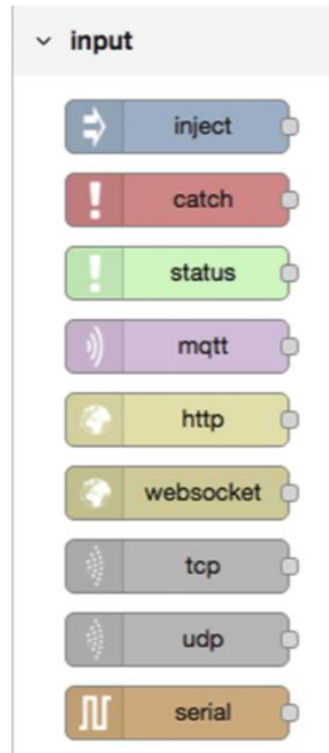 input
inject
catch
status
mqtt
http
websocket
tcp
udp
serial